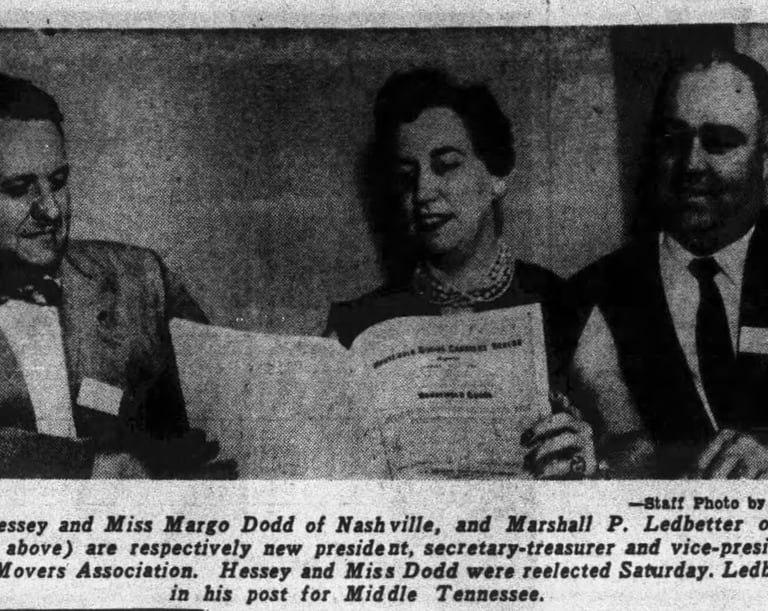 —Staff Photo by
essey and Miss Margo Dodd of Nashville, and Marshall P. Ledbetter o
above) are respectively new president, secretary-treasurer and vice-presi
Movers Association. Hessey and Miss Dodd were reelected Saturday. Ledb
in his post for Middle Tennessee.